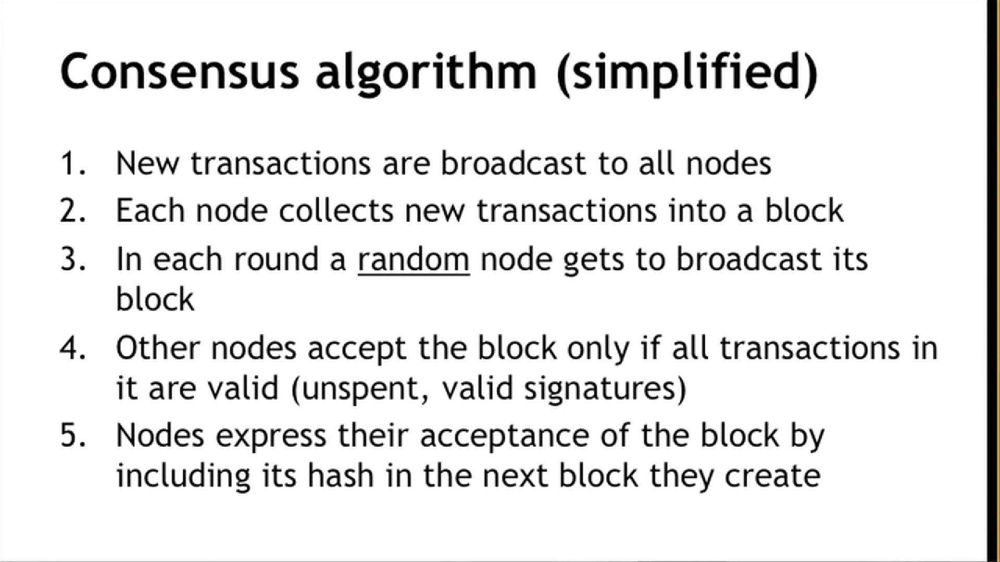 Consensus algorithm (simplified)
1. New transactions are broadcast to all nodes
2. Each node collects new transactions into a block
3. In each round a random node gets to broadcast its
block
4. Other nodes accept the block only if all transactions in
it are valid (unspent, valid signatures)
5. Nodes express their acceptance of the block by
including its hash in the next block they create